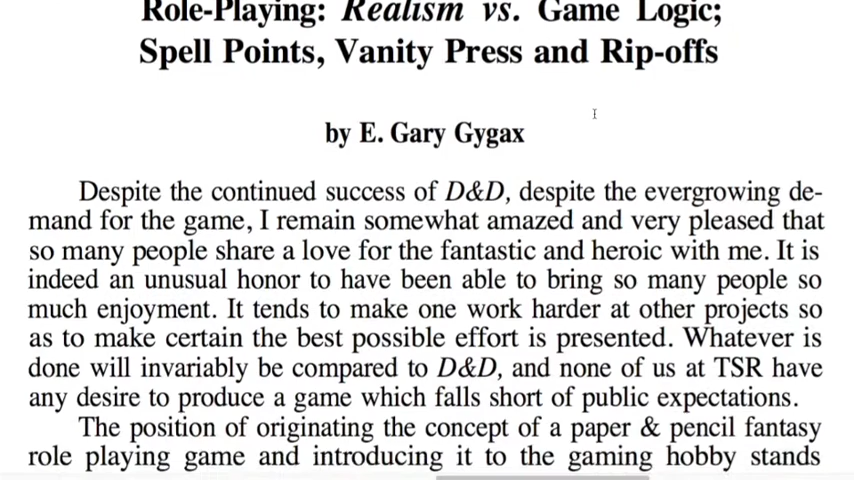 Role-Playing: Realism vs. Game Logic;
Spell Points, Vanity Press and Rip-offs
by E. Gary Gygax
Despite the continued success of D&D, despite the evergrowing de-
mand for the game, I remain somewhat amazed and very pleased that
so many people share a love for the fantastic and heroic with me. It is
indeed an unusual honor to have been able to bring so many people so
much enjoyment. It tends to make one work harder at other projects so
as to make certain the best possible effort is presented. Whatever is
done will invariably be compared to D&D, and none of us at TSR have
any desire to produce a game which falls short of public expectations.
The position of originating the concept of a paper & pencil fantasy
role playing game and introducing it to the gaming hobby stands